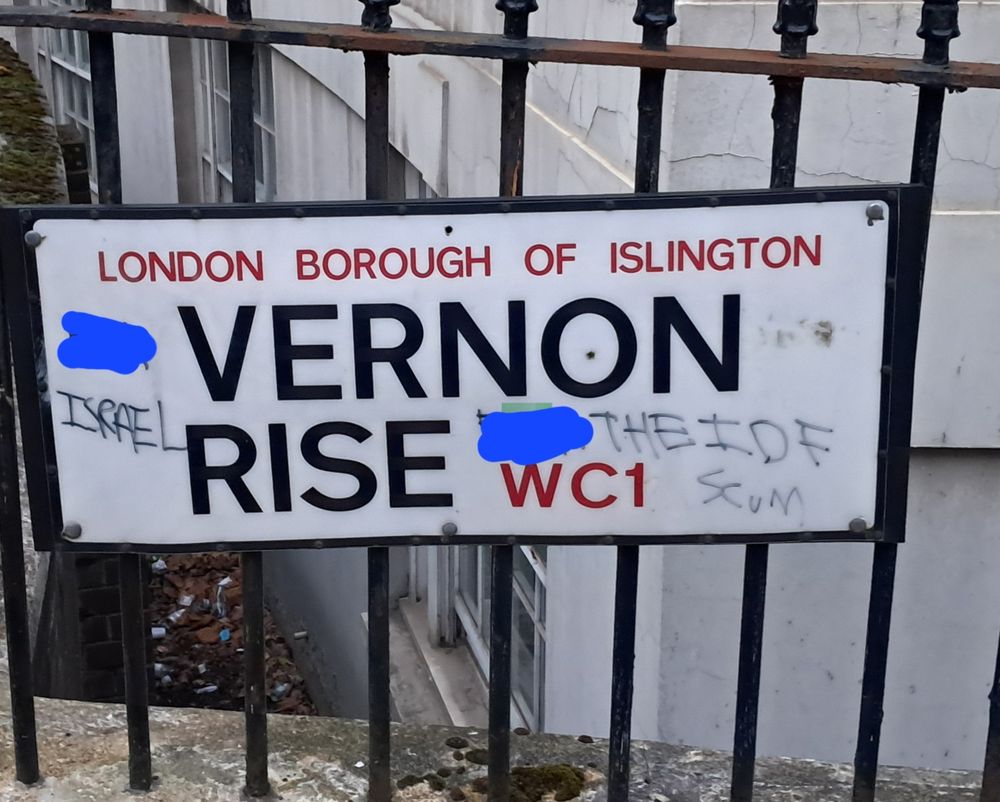 LONDON BOROUGH OF ISLINGTON
VERNON
ISRAEL
RISE
THE IDF
WC1
SCUM